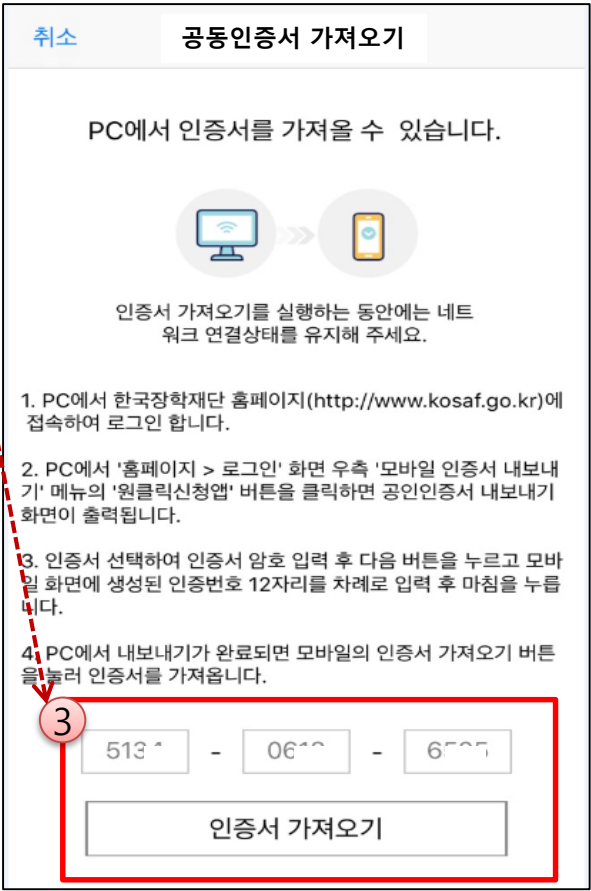 취소 공동인증서 가져오기
PC에서 인증서를 가져올 수 있습니다.
인증서 가져오기를 실행하는 동안에는 네트
워크 연결상태를 유지해 주세요.
1. PC에서 한국장학재단 홈페이지(http://www.kosaf.go.kr)에
접속하여 로그인 합니다.
2. PC에서 '홈페이지 > 로그인' 화면 우측 '모바일 인증서 내보내
기' 메뉴의 '원클릭신청앱' 버튼을 클릭하면 공인인증서 내보내기
화면이 출력됩니다.
3. 인증서 선택하여 인증서 암호 입력 후 다음 버튼을 누르고 모바
일 화면에 생성된 인증번호 12자리를 차례로 입력 후 마침을 누릅
니다.
4. PC에서 내보내기가 완료되면 모바일의 인증서 가져오기 버튼
을 눌러 인증서를 가져옵니다.
3
- -
인증서 가져오기